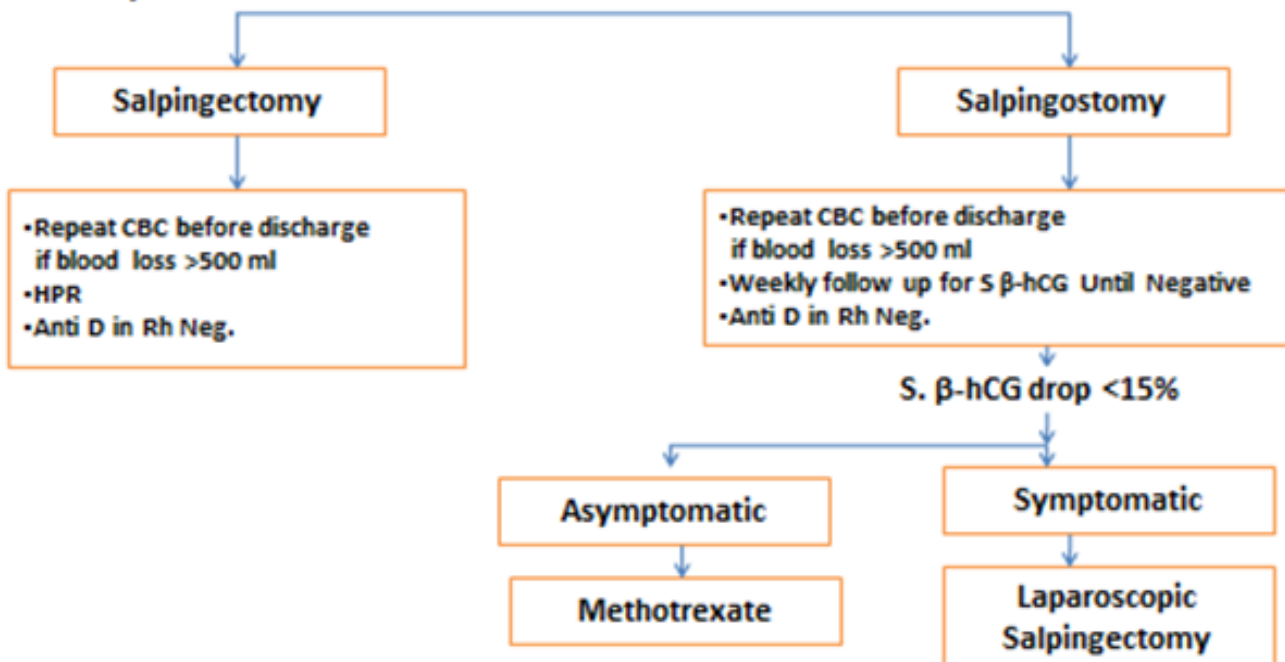 Salpingectomy
Salpingostomy
•Repeat CBC before discharge
if blood loss >500 ml
•HPR
•Anti D in Rh Neg.
•Repeat CBC before discharge
if blood loss >500 ml
•Weekly follow up for S β-hCG Until Negative
•Anti D in Rh Neg.
S. β-hCG drop <15%
Asymptomatic
Symptomatic
Methotrexate
Laparoscopic
Salpingectomy